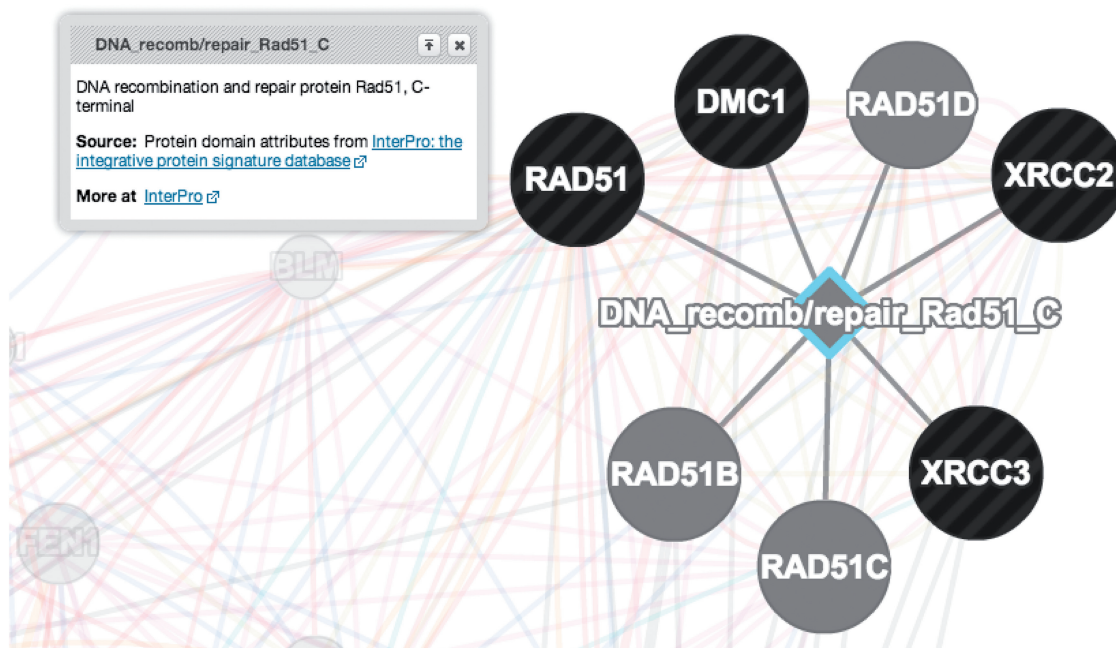 DNA_recomb/repair_Rad51_C
DNA recombination and repair protein Rad51, C-
terminal
Source: Protein domain attributes from InterPro: the
integrative protein signature database
More at InterPro
DMC1
RAD51D
RAD51
XRCC2
BLM
DNA_recomb/repair_Rad51_C
RAD51B
XRCC3
FEN1
RAD51C